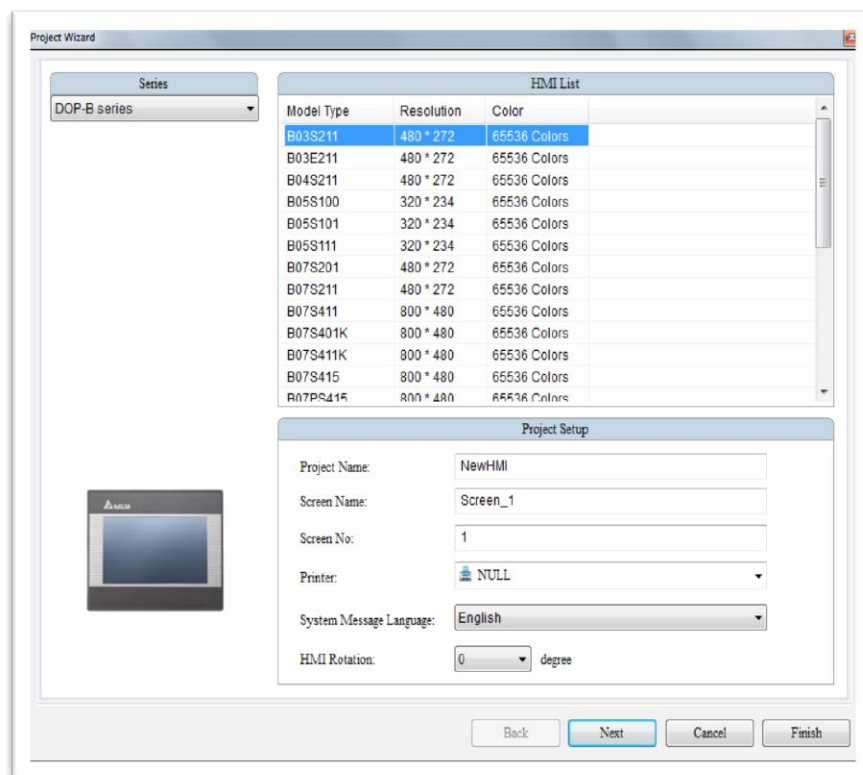 Project Wizard
Series
DOP-B series
HMI List
Model Type Resolution Color
B03S211 480 * 272 65536 Colors
B03E211 480 * 272 65536 Colors
B04S211 480 * 272 65536 Colors
B05S100 320 * 234 65536 Colors
B05S101 320 * 234 65536 Colors
B05S111 320 * 234 65536 Colors
B07S201 480 * 272 65536 Colors
B07S211 480 * 272 65536 Colors
B07S411 800 * 480 65536 Colors
B07S401K 800 * 480 65536 Colors
B07S411K 800 * 480 65536 Colors
B07S415 800 * 480 65536 Colors
B07PS415 800 * 480 65536 Colors
Project Setup
Project Name: NewHMI
Screen Name: Screen_1
Screen No: 1
Printer: NULL
System Message Language: English
HMI Rotation: 0 degree
DELTA
Back Next Cancel Finish